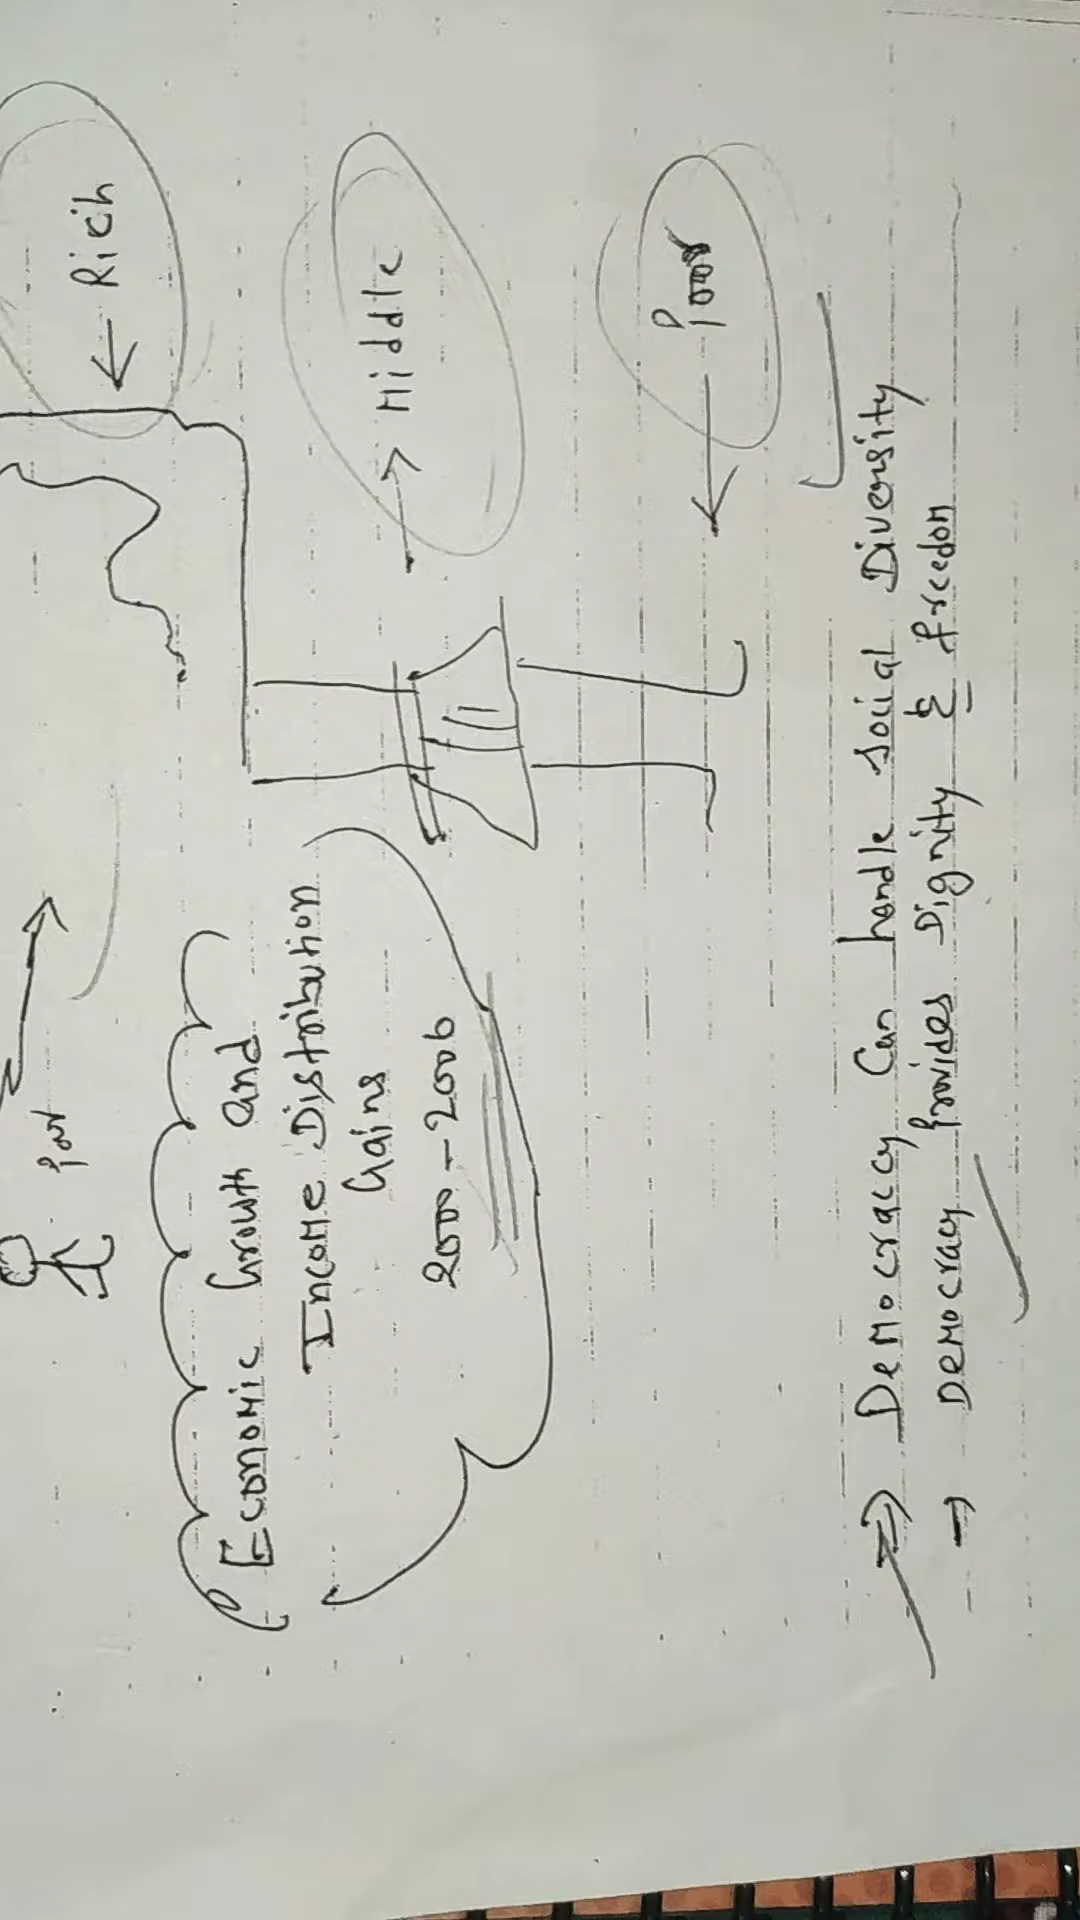 ← Rich
→ Middle
← Poor
Poor
Economic Growth and
Income Distribution
Gains
2000-2006
⇒ Democracy Can handle social Diversity
→ Democracy Provides Dignity & freedom